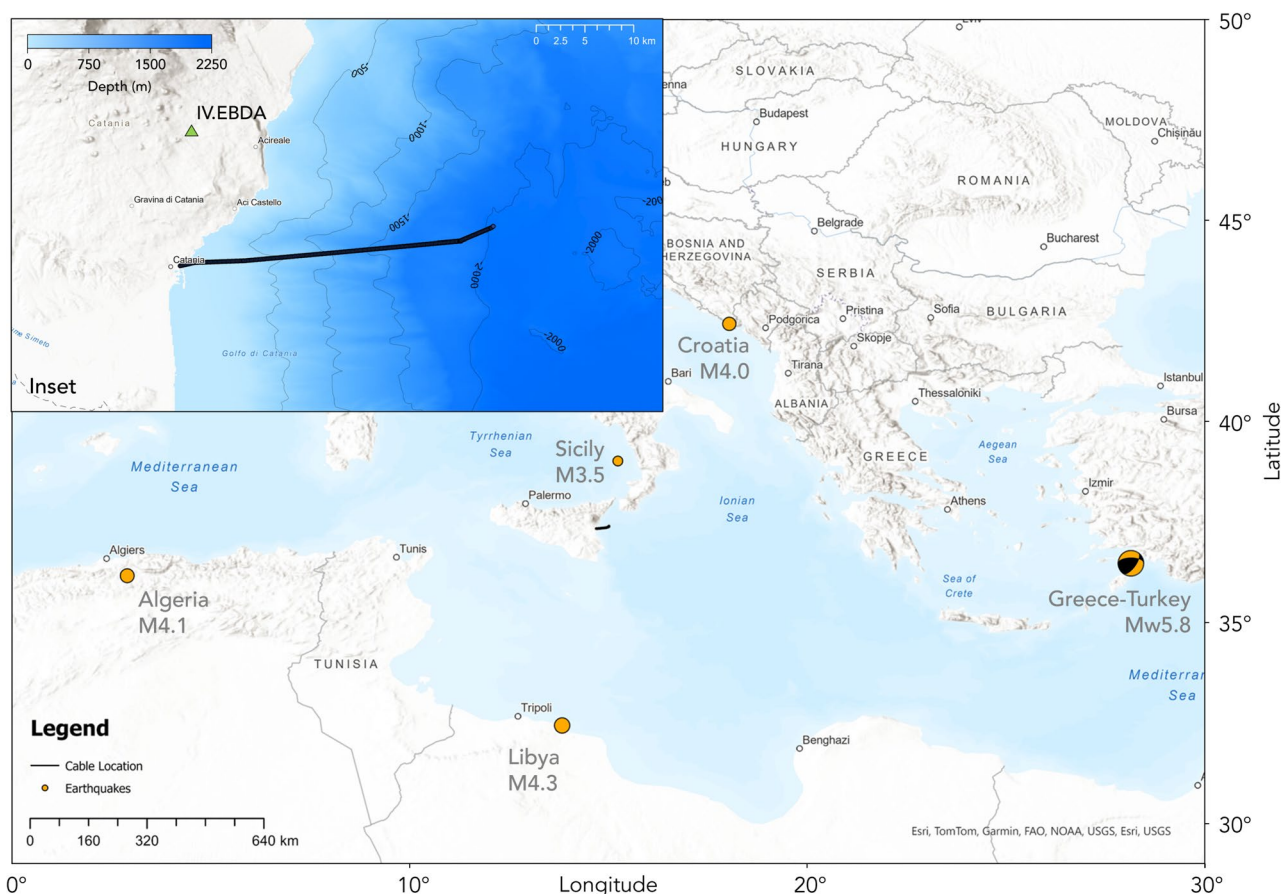 0 750 1500 2250
Depth (m)
0 2.5 5 10 km
-500
-1000
-1500
-2000
-2000
-2000
IV.EBDA
Catania
Acireale
Gravina di Catania
Aci Castello
Catania
Golfo di Catania
Simeto
Inset
50°
45°
40°
35°
30°
Latitude
SLOVAKIA
enna
Budapest
HUNGARY
MOLDOVA
Chișinău
ROMANIA
Belgrade
Bucharest
BOSNIA AND
HERZEGOVINA
SERBIA
Podgorica
Pristina
Sofia
BULGARIA
Skopje
Croatia
M4.0
Bari
Tirana
ALBANIA
Thessaloniki
Istanbul
Bursa
Tyrrhenian
Sea
Sicily
M3.5
Mediterranean
Sea
Palermo
Ionian
Sea
GREECE
Aegean
Sea
Athens
Izmir
Algiers
Tunis
Algeria
M4.1
Sea of
Crete
Greece-Turkey
Mw5.8
TUNISIA
Mediterran
Sea
Tripoli
Libya
M4.3
Benghazi
Legend
Cable Location
Earthquakes
0 160 320 640 km
Esri, TomTom, Garmin, FAO, NOAA, USGS, Esri, USGS
0° 10° 20° 30°
Longitude